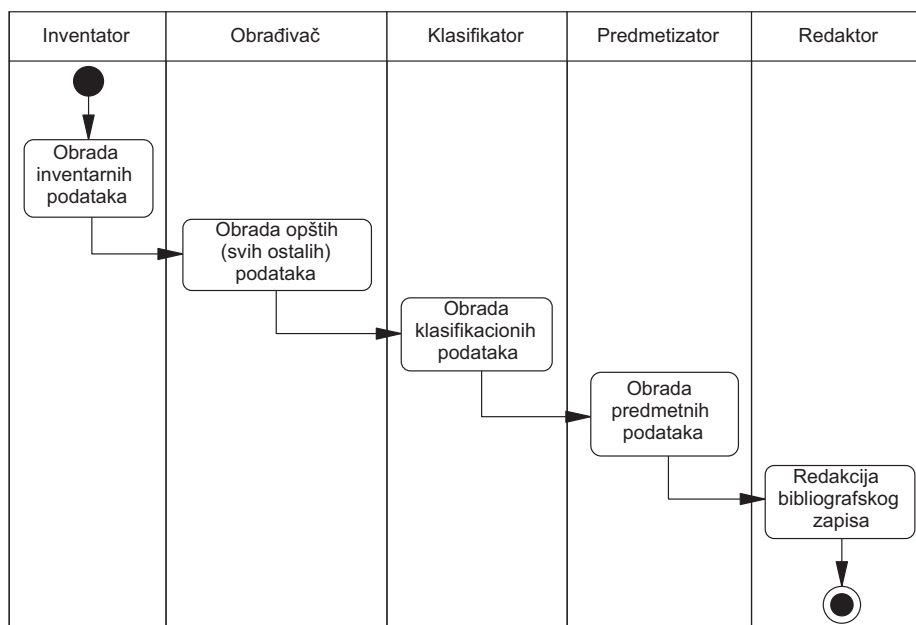 Inventator
Obrađivač
Klasifikator
Predmetizator
Redaktor
Obrada
inventarnih
podataka
Obrada opštih
(svih ostalih)
podataka
Obrada
klasifikacionih
podataka
Obrada
predmetnih
podataka
Redakcija
bibliografskog
zapisa